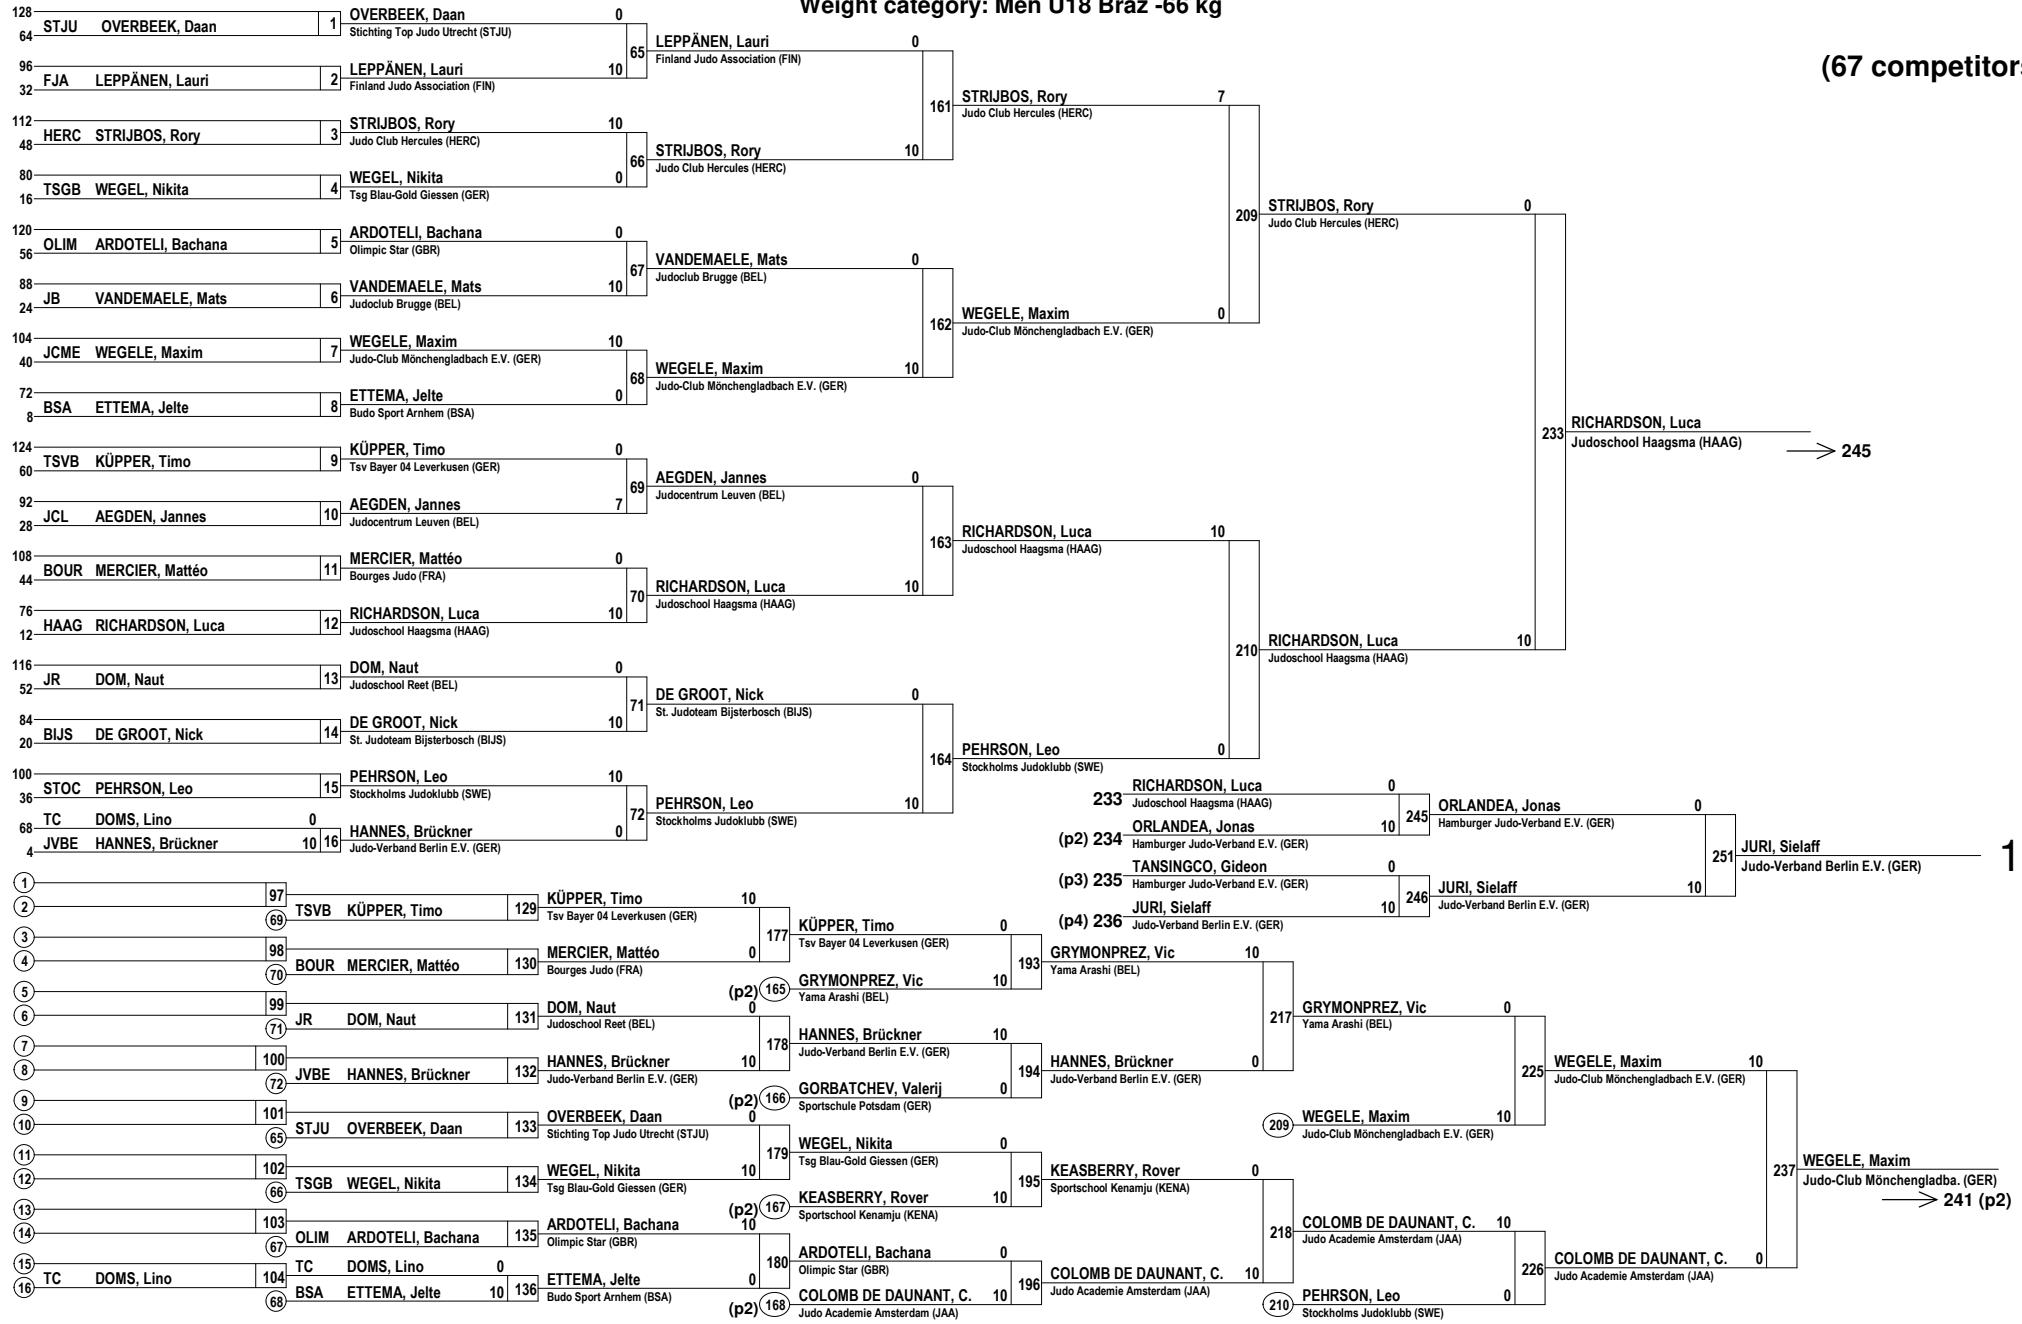 Weight category: Men U18 Braz -66 kg
(67 competitors
128
64 STJU OVERBEEK, Daan 1
96
32 FJA LEPPÄNEN, Lauri 2
112
48 HERC STRIJBOS, Rory 3
80
16 TSGB WEGEL, Nikita 4
120
56 OLIM ARDOTELI, Bachana 5
88
24 JB VANDEMAELE, Mats 6
104
40 JCME WEGELE, Maxim 7
72
8 BSA ETTEMA, Jelte 8
124
60 TSVB KÜPPER, Timo 9
92
28 JCL AEGDEN, Jannes 10
108
44 BOUR MERCIER, Mattéo 11
76
12 HAAG RICHARDSON, Luca 12
116
52 JR DOM, Naut 13
84
20 BIJS DE GROOT, Nick 14
100
36 STOC PEHRSON, Leo 15
68
TC DOMS, Lino 0
4 JVBE HANNES, Brückner 10 16
OVERBEEK, Daan 0
Stichting Top Judo Utrecht (STJU)
65
LEPPÄNEN, Lauri 10
Finland Judo Association (FIN)
STRIJBOS, Rory 10
Judo Club Hercules (HERC)
66
WEGEL, Nikita 0
Tsg Blau-Gold Giessen (GER)
ARDOTELI, Bachana 0
Olimpic Star (GBR)
67
VANDEMAELE, Mats 10
Judoclub Brugge (BEL)
WEGELE, Maxim 10
Judo-Club Mönchengladbach E.V. (GER)
68
ETTEMA, Jelte 0
Budo Sport Arnhem (BSA)
KÜPPER, Timo 0
Tsv Bayer 04 Leverkusen (GER)
69
AEGDEN, Jannes 7
Judocentrum Leuven (BEL)
MERCIER, Mattéo 0
Bourges Judo (FRA)
70
RICHARDSON, Luca 10
Judoschool Haagsma (HAAG)
DOM, Naut 0
Judoschool Reet (BEL)
71
DE GROOT, Nick 10
St. Judoteam Bijsterbosch (BIJS)
PEHRSON, Leo 10
Stockholms Judoklubb (SWE)
72
HANNES, Brückner 0
Judo-Verband Berlin E.V. (GER)
LEPPÄNEN, Lauri 0
Finland Judo Association (FIN)
161
STRIJBOS, Rory 10
Judo Club Hercules (HERC)
VANDEMAELE, Mats 0
Judoclub Brugge (BEL)
162
WEGELE, Maxim 10
Judo-Club Mönchengladbach E.V. (GER)
AEGDEN, Jannes 0
Judocentrum Leuven (BEL)
163
RICHARDSON, Luca 10
Judoschool Haagsma (HAAG)
DE GROOT, Nick 0
St. Judoteam Bijsterbosch (BIJS)
164
PEHRSON, Leo 10
Stockholms Judoklubb (SWE)
STRIJBOS, Rory 7
Judo Club Hercules (HERC)
209
WEGELE, Maxim 0
Judo-Club Mönchengladbach E.V. (GER)
RICHARDSON, Luca 10
Judoschool Haagsma (HAAG)
210
PEHRSON, Leo 0
Stockholms Judoklubb (SWE)
STRIJBOS, Rory 0
Judo Club Hercules (HERC)
233
RICHARDSON, Luca 10
Judoschool Haagsma (HAAG)
RICHARDSON, Luca
Judoschool Haagsma (HAAG)
245
233 RICHARDSON, Luca 0
Judoschool Haagsma (HAAG)
245
(p2) 234 ORLANDEA, Jonas 10
Hamburger Judo-Verband E.V. (GER)
(p3) 235 TANSINGCO, Gideon 0
Hamburger Judo-Verband E.V. (GER)
246
(p4) 236 JURI, Sielaff 10
Judo-Verband Berlin E.V. (GER)
ORLANDEA, Jonas 0
Hamburger Judo-Verband E.V. (GER)
251
JURI, Sielaff 10
Judo-Verband Berlin E.V. (GER)
JURI, Sielaff
Judo-Verband Berlin E.V. (GER)
1
1
2
97
69 TSVB KÜPPER, Timo 129
3
4
98
70 BOUR MERCIER, Mattéo 130
5
6
99
71 JR DOM, Naut 131
7
8
100
72 JVBE HANNES, Brückner 132
9
10
101
65 STJU OVERBEEK, Daan 133
11
12
102
66 TSGB WEGEL, Nikita 134
13
14
103
67 OLIM ARDOTELI, Bachana 135
15
16 TC DOMS, Lino 104
TC DOMS, Lino 0
68 BSA ETTEMA, Jelte 10 136
KÜPPER, Timo 10
Tsv Bayer 04 Leverkusen (GER)
177
MERCIER, Mattéo 0
Bourges Judo (FRA)
DOM, Naut 0
Judoschool Reet (BEL)
178
HANNES, Brückner 10
Judo-Verband Berlin E.V. (GER)
OVERBEEK, Daan 0
Stichting Top Judo Utrecht (STJU)
179
WEGEL, Nikita 10
Tsg Blau-Gold Giessen (GER)
ARDOTELI, Bachana 10
Olimpic Star (GBR)
180
ETTEMA, Jelte 0
Budo Sport Arnhem (BSA)
KÜPPER, Timo 0
Tsv Bayer 04 Leverkusen (GER)
193
(p2) 165 GRYMONPREZ, Vic 10
Yama Arashi (BEL)
HANNES, Brückner 10
Judo-Verband Berlin E.V. (GER)
194
(p2) 166 GORBATCHEV, Valerij 0
Sportschule Potsdam (GER)
WEGEL, Nikita 0
Tsg Blau-Gold Giessen (GER)
195
(p2) 167 KEASBERRY, Rover 10
Sportschool Kenamju (KENA)
ARDOTELI, Bachana 0
Olimpic Star (GBR)
196
(p2) 168 COLOMB DE DAUNANT, C. 10
Judo Academie Amsterdam (JAA)
GRYMONPREZ, Vic 10
Yama Arashi (BEL)
217
HANNES, Brückner 0
Judo-Verband Berlin E.V. (GER)
KEASBERRY, Rover 0
Sportschool Kenamju (KENA)
218
COLOMB DE DAUNANT, C. 10
Judo Academie Amsterdam (JAA)
GRYMONPREZ, Vic 0
Yama Arashi (BEL)
225
209 WEGELE, Maxim 10
Judo-Club Mönchengladbach E.V. (GER)
COLOMB DE DAUNANT, C. 10
Judo Academie Amsterdam (JAA)
226
210 PEHRSON, Leo 0
Stockholms Judoklubb (SWE)
WEGELE, Maxim 10
Judo-Club Mönchengladbach E.V. (GER)
237
COLOMB DE DAUNANT, C. 0
Judo Academie Amsterdam (JAA)
WEGELE, Maxim
Judo-Club Mönchengladba. (GER)
241 (p2)